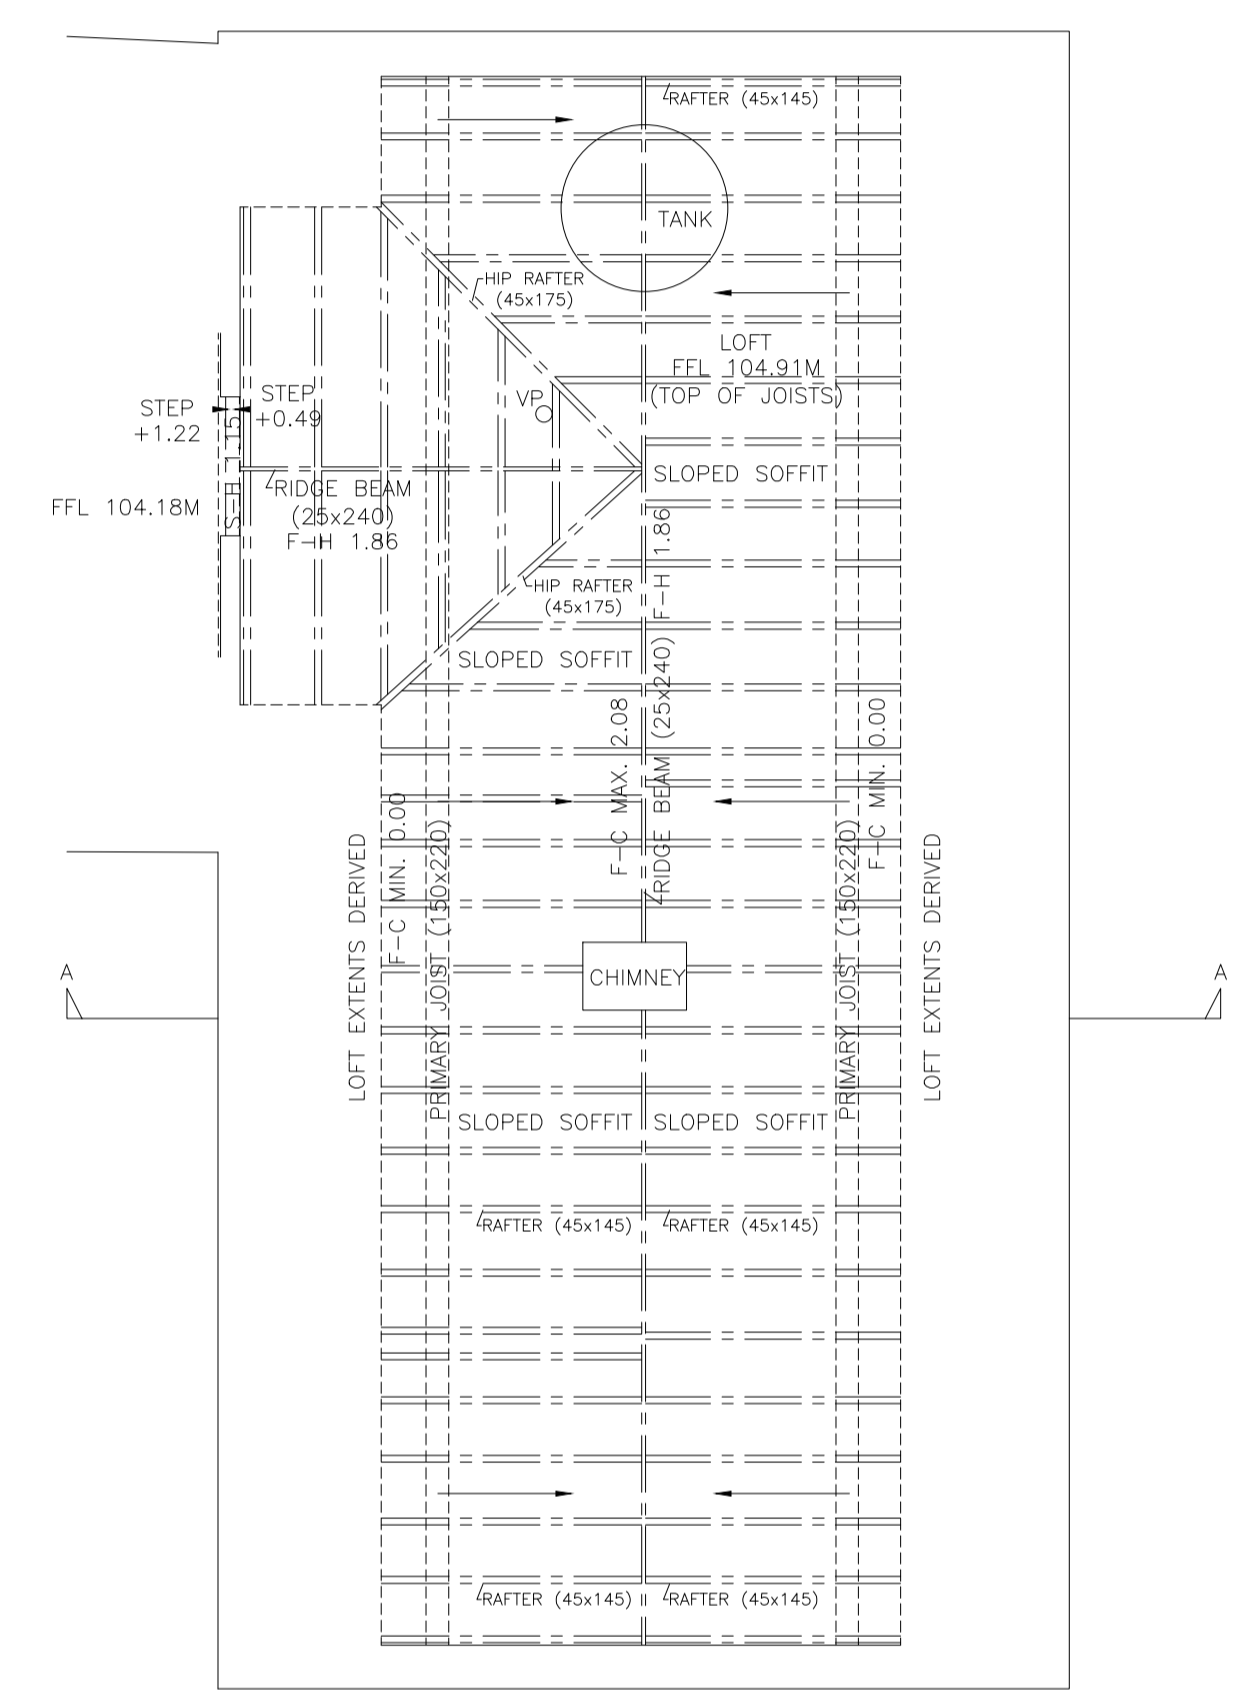 RAFTER (45x145)
TANK
HIP RAFTER
(45x175)
LOFT
FFL 104.91M
(TOP OF JOISTS)
VP
STEP
+1.22
STEP
+0.49
S-H 1.15
SLOPED SOFFIT
RIDGE BEAM
(25x240)
F-H 1.86
FFL 104.18M
F-H 1.86
HIP RAFTER
(45x175)
SLOPED SOFFIT
RIDGE BEAM (25x240)
F-C MAX. 2.08
F-C MIN. 0.00
F-C MIN. 0.00
PRIMARY JOIST (150x220)
PRIMARY JOIST (150x220)
LOFT EXTENTS DERIVED
LOFT EXTENTS DERIVED
A
A
CHIMNEY
SLOPED SOFFIT
SLOPED SOFFIT
RAFTER (45x145)
RAFTER (45x145)
RAFTER (45x145)
RAFTER (45x145)